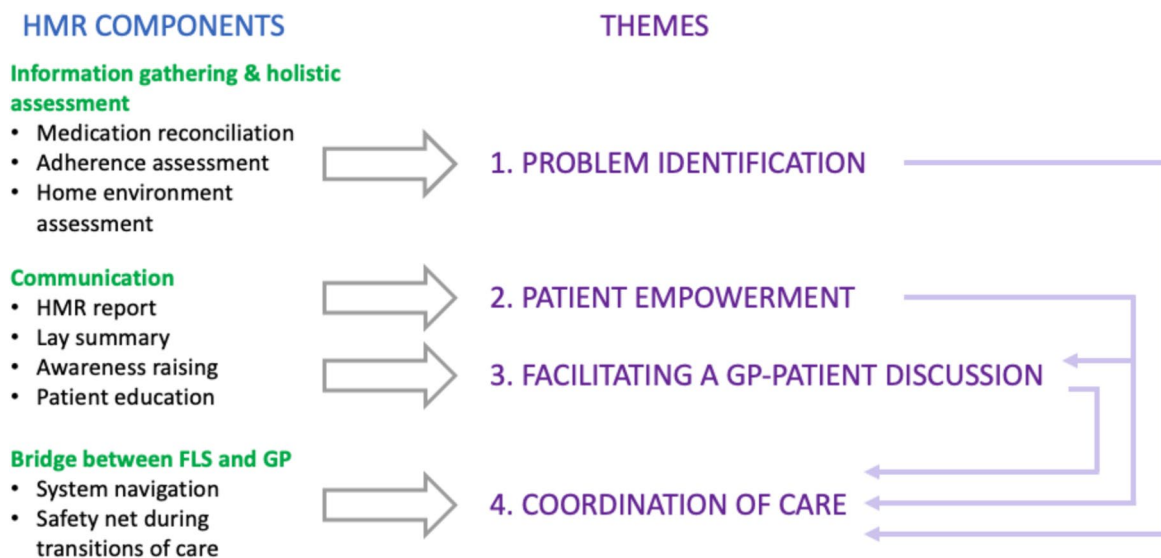 HMR COMPONENTS
THEMES
Information gathering & holistic
assessment
• Medication reconciliation
• Adherence assessment
• Home environment
assessment
1. PROBLEM IDENTIFICATION
Communication
• HMR report
• Lay summary
• Awareness raising
• Patient education
2. PATIENT EMPOWERMENT
3. FACILITATING A GP-PATIENT DISCUSSION
Bridge between FLS and GP
• System navigation
• Safety net during
transitions of care
4. COORDINATION OF CARE